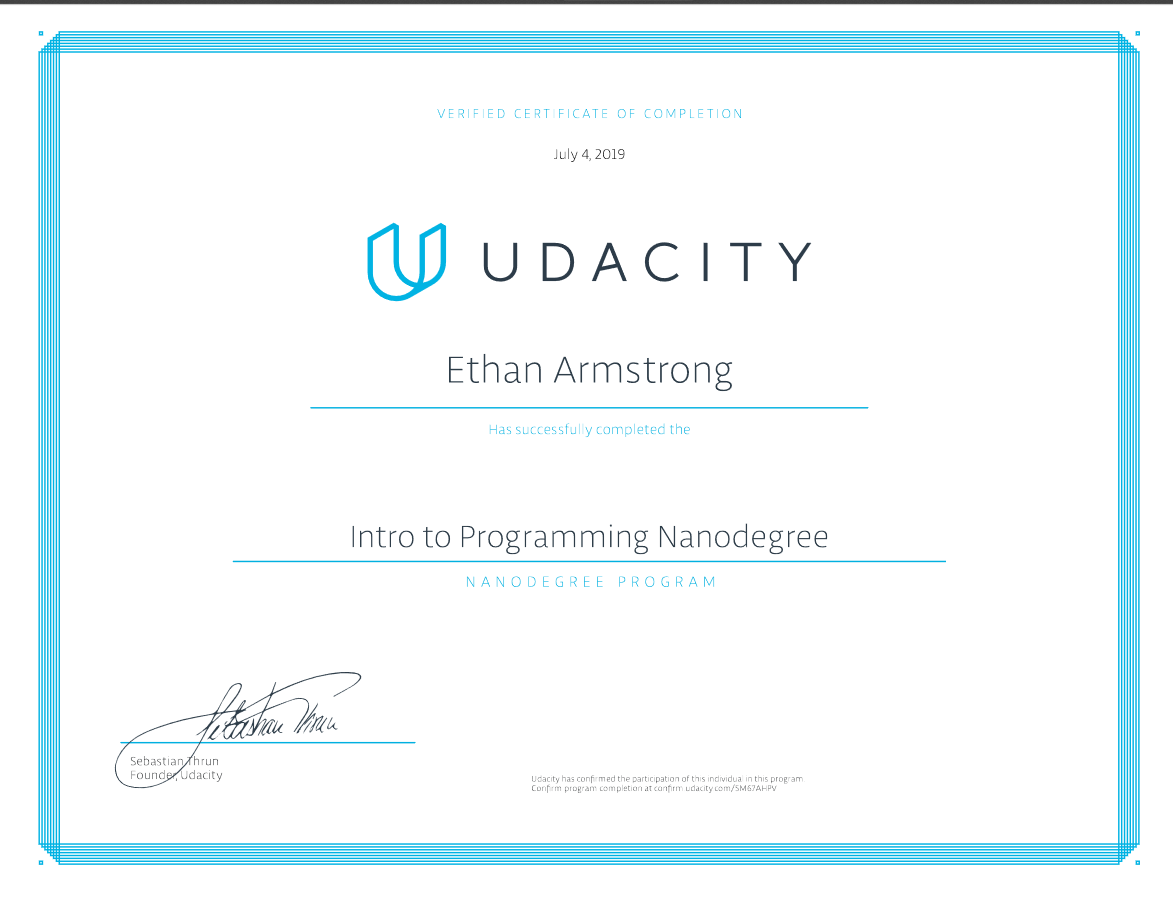 VERIFIED CERTIFICATE OF COMPLETION
July 4, 2019
UDACITY
Ethan Armstrong
Has successfully completed the
Intro to Programming Nanodegree
NANODEGREE PROGRAM
Sebastian Thrun
Sebastian Thrun
Founder, Udacity
Udacity has confirmed the participation of this individual in this program
Confirm program completion at confirm.udacity.com/SM67AHPV